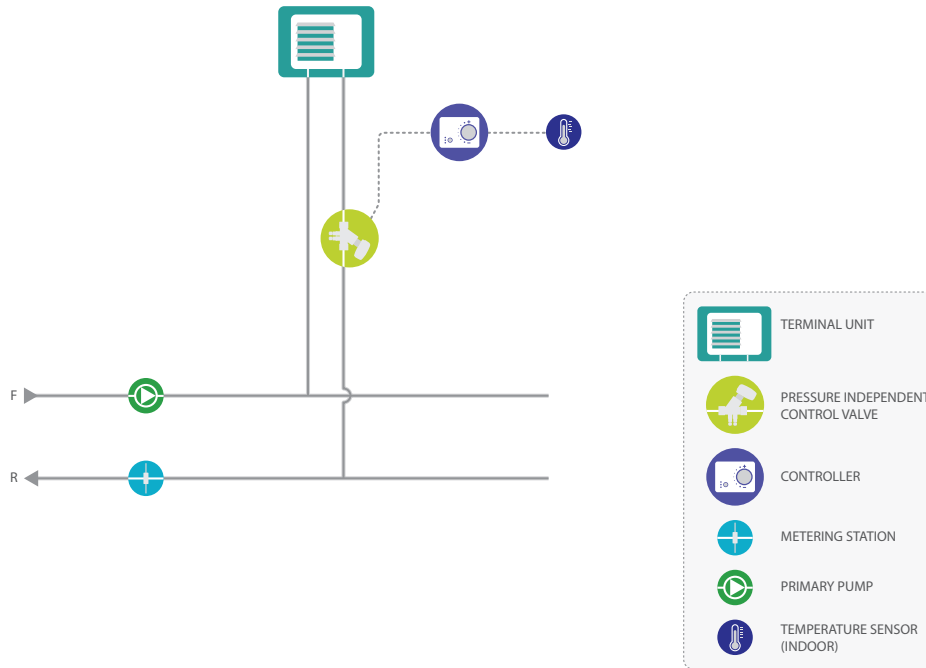 F
R
TERMINAL UNIT
PRESSURE INDEPENDENT
CONTROL VALVE
CONTROLLER
METERING STATION
PRIMARY PUMP
TEMPERATURE SENSOR
(INDOOR)